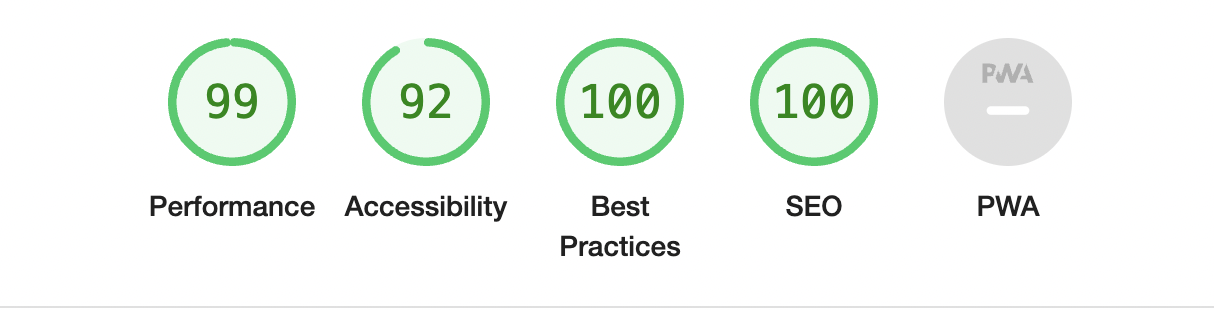 99
92
100
100
PWA
Performance
Accessibility
Best
Practices
SEO
PWA